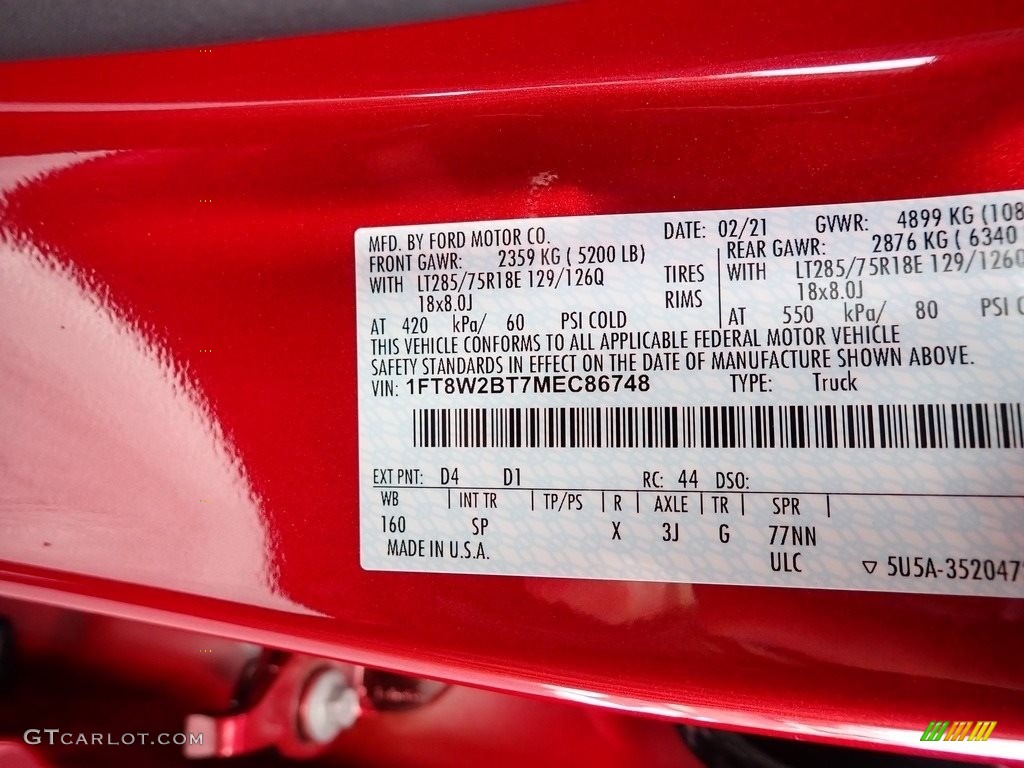 MFD. BY FORD MOTOR CO. DATE: 02/21 GVWR: 4899 KG (108
FRONT GAWR: 2359 KG ( 5200 LB) REAR GAWR: 2876 KG ( 6340
WITH LT285/75R18E 129/126Q TIRES WITH LT285/75R18E 129/126Q
18x8.0J RIMS 18x8.0J
AT 420 kPa/ 60 PSI COLD AT 550 kPa/ 80 PSI C
THIS VEHICLE CONFORMS TO ALL APPLICABLE FEDERAL MOTOR VEHICLE
SAFETY STANDARDS IN EFFECT ON THE DATE OF MANUFACTURE SHOWN ABOVE.
VIN: 1FT8W2BT7MEC86748 TYPE: Truck
EXT PNT: D4 D1 RC: 44 DSO:
WB INT TR TP/PS R AXLE TR SPR
160 SP X 3J G 77NN
MADE IN U.S.A. ULC ▽ 5U5A-3520472
GTCARLOT.COM